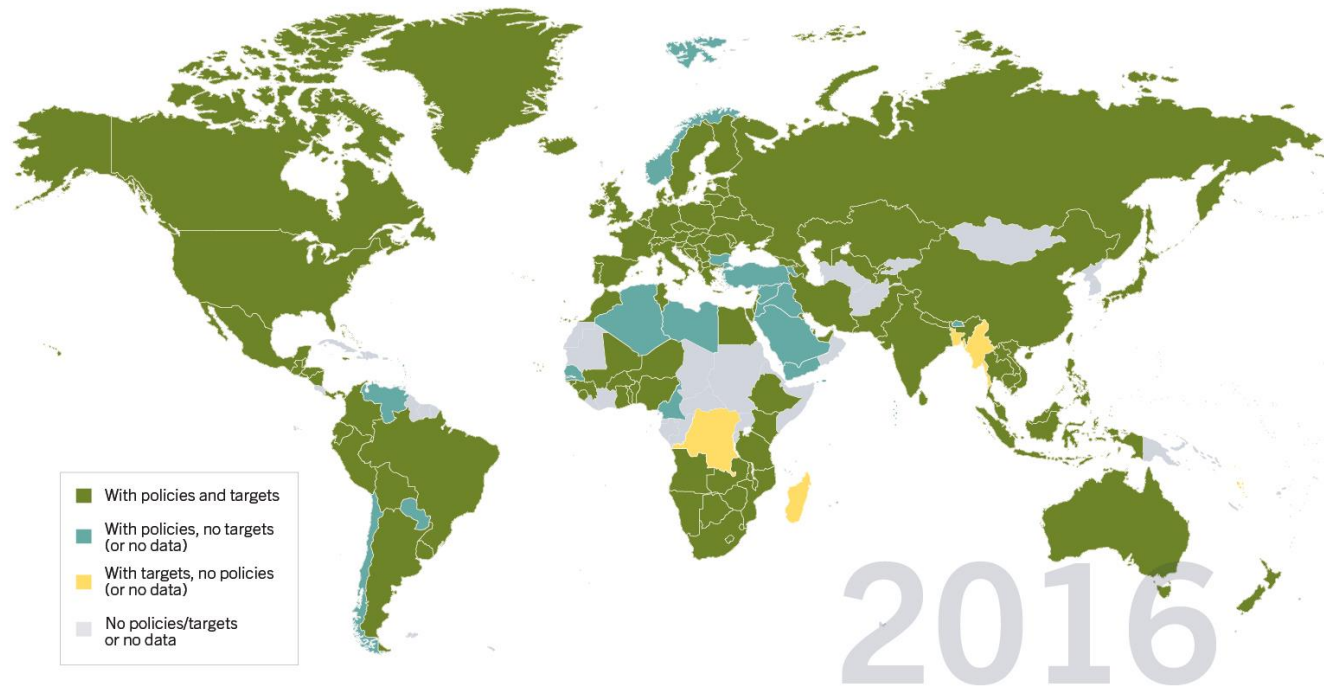 With policies and targets
With policies, no targets
(or no data)
With targets, no policies
(or no data)
No policies/targets
or no data
2016